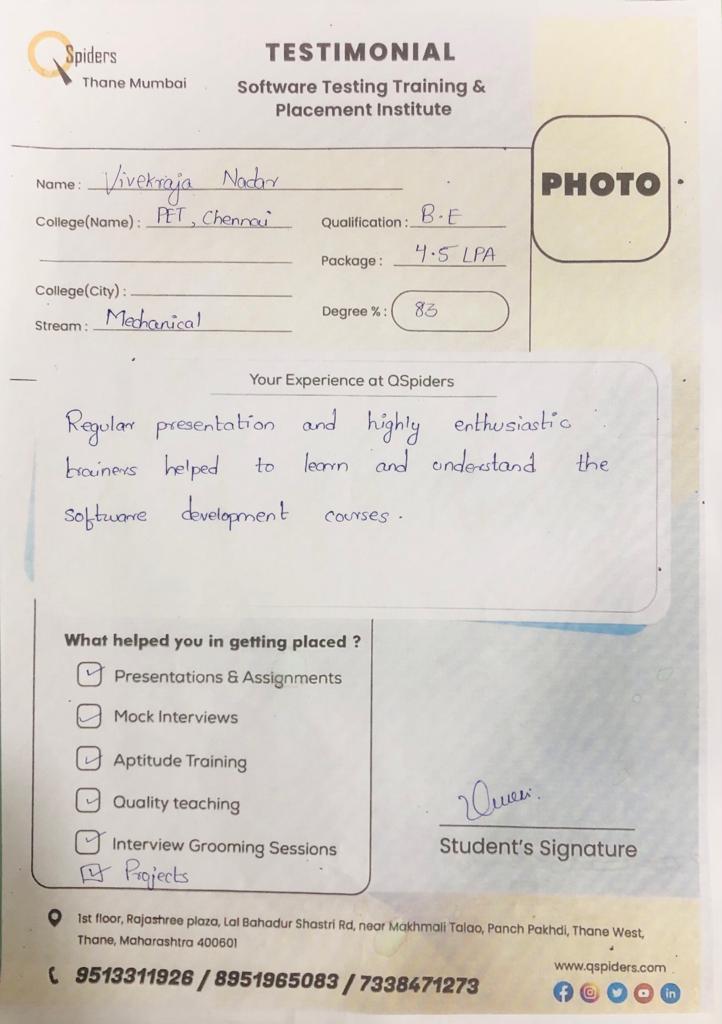 QSpiders
Thane Mumbai
TESTIMONIAL
Software Testing Training &
Placement Institute
PHOTO
Name : Vivekraja Nadar
College(Name) : PET, Chennai
Qualification : B.E
Package : 4.5 LPA
College(City) :
Degree % : 83
Stream : Mechanical
Your Experience at QSpiders
Regular presentation and highly enthusiastic
trainers helped to learn and understand the
software development courses.
What helped you in getting placed ?
Presentations & Assignments
Mock Interviews
Aptitude Training
Quality teaching
Interview Grooming Sessions
Projects
Student's Signature
1st floor, Rajashree plaza, Lal Bahadur Shastri Rd, near Makhmali Talao, Panch Pakhdi, Thane West,
Thane, Maharashtra 400601
9513311926 / 8951965083 / 7338471273
www.qspiders.com